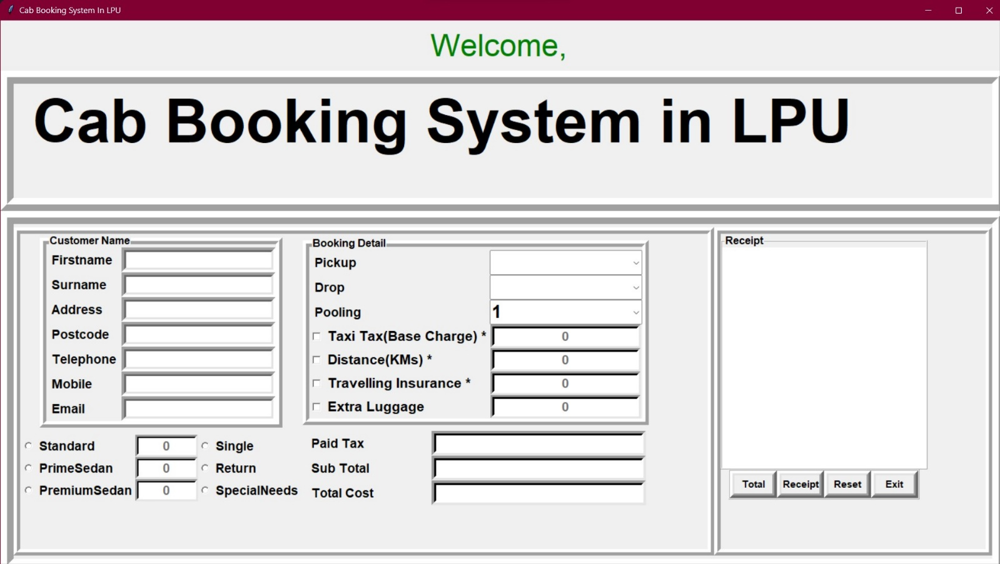 Cab Booking System In LPU
Welcome,
Cab Booking System in LPU
Customer Name
Firstname
Surname
Address
Postcode
Telephone
Mobile
Email
Booking Detail
Pickup
Drop
Pooling 1
Taxi Tax(Base Charge) * 0
Distance(KMs) * 0
Travelling Insurance * 0
Extra Luggage 0
Standard 0 Single
PrimeSedan 0 Return
PremiumSedan 0 SpecialNeeds
Paid Tax
Sub Total
Total Cost
Receipt
Total Receipt Reset Exit